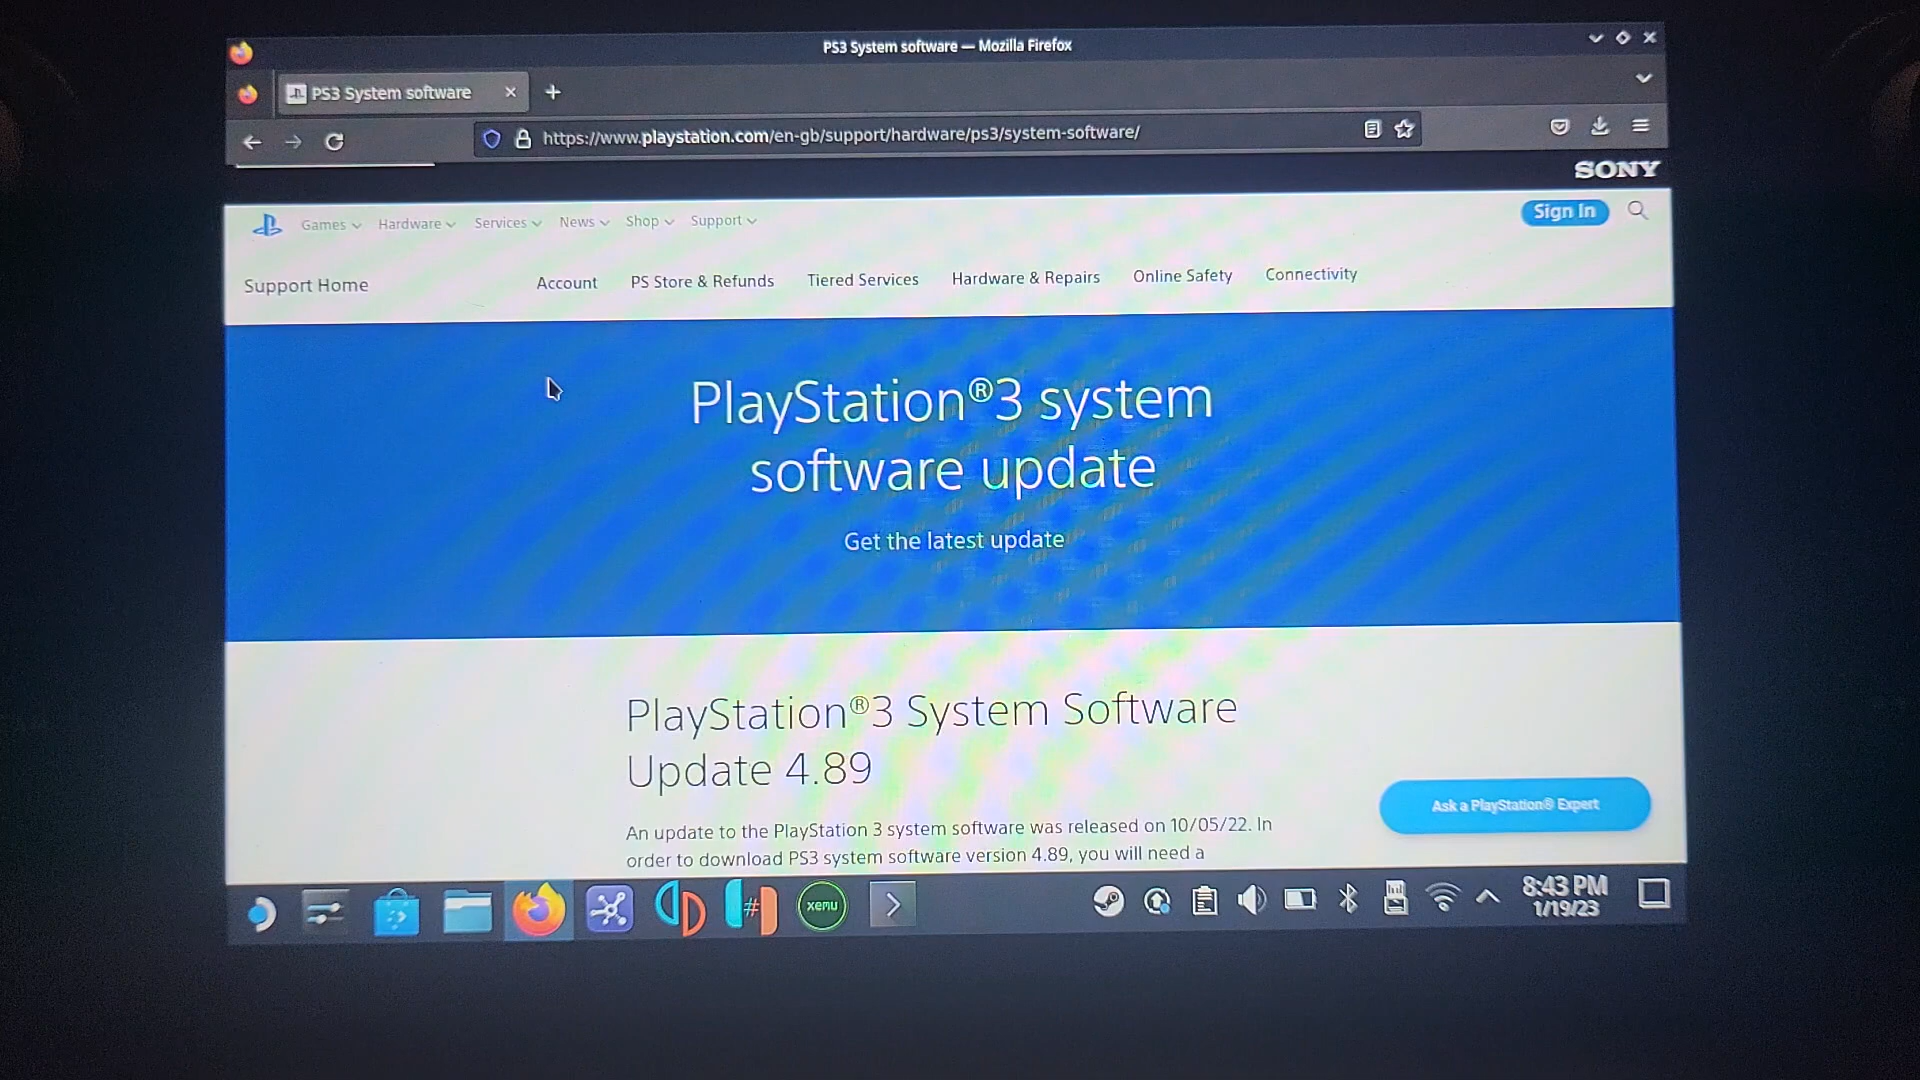 PS3 System software — Mozilla Firefox
PS3 System software
https://www.playstation.com/en-gb/support/hardware/ps3/system-software/
SONY
Games Hardware Services News Shop Support Sign In
Support Home Account PS Store & Refunds Tiered Services Hardware & Repairs Online Safety Connectivity
PlayStation®3 system
software update
Get the latest update
PlayStation®3 System Software
Update 4.89
Ask a PlayStation® Expert
An update to the PlayStation 3 system software was released on 10/05/22. In
order to download PS3 system software version 4.89, you will need a
xemu
8:43 PM
1/19/23